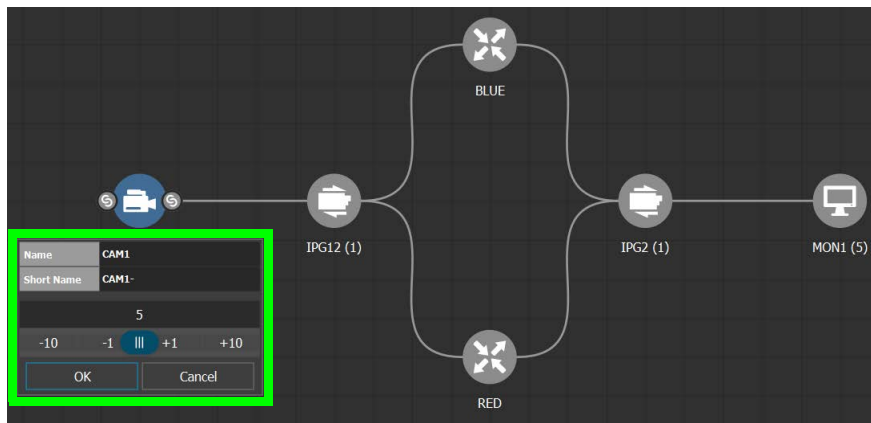 BLUE
IPG12 (1)
IPG2 (1)
MON1 (5)
Name CAM1
Short Name CAM1-
5
-10 -1 +1 +10
OK Cancel
RED